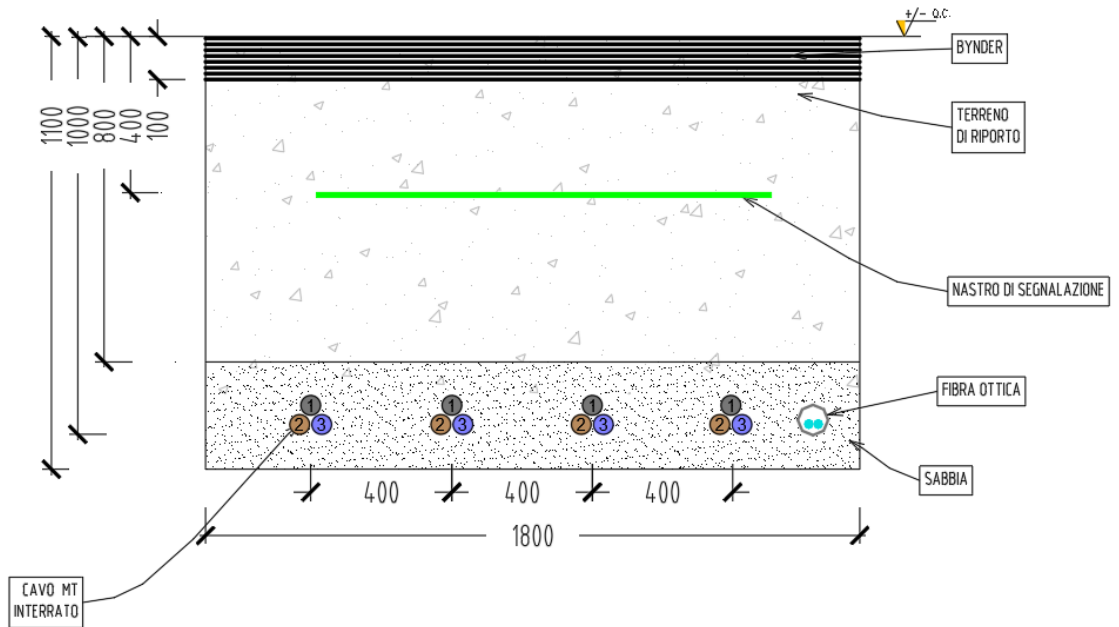 +/- Q.C.
BYNDER
TERRENO
DI RIPORTO
1100
1000
800
400
100
NASTRO DI SEGNALAZIONE
FIBRA OTTICA
1
1
1
1
2 3
2 3
2 3
2 3
SABBIA
400
400
400
1800
CAVO MT
INTERRATO